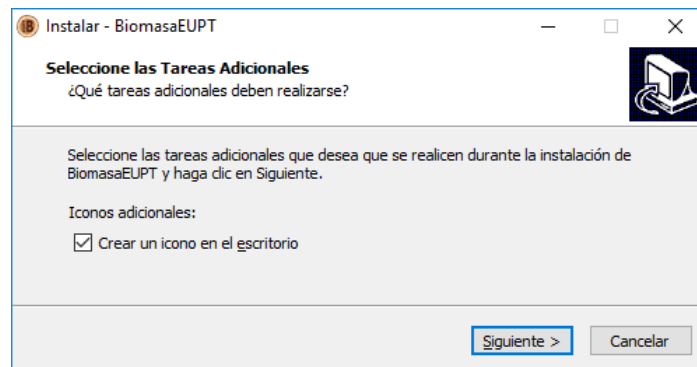 Instalar - BiomasaEUPT
Seleccione las Tareas Adicionales
¿Qué tareas adicionales deben realizarse?
Seleccione las tareas adicionales que desea que se realicen durante la instalación de
BiomasaEUPT y haga clic en Siguiente.
Iconos adicionales:
Crear un icono en el escritorio
Siguiente >
Cancelar